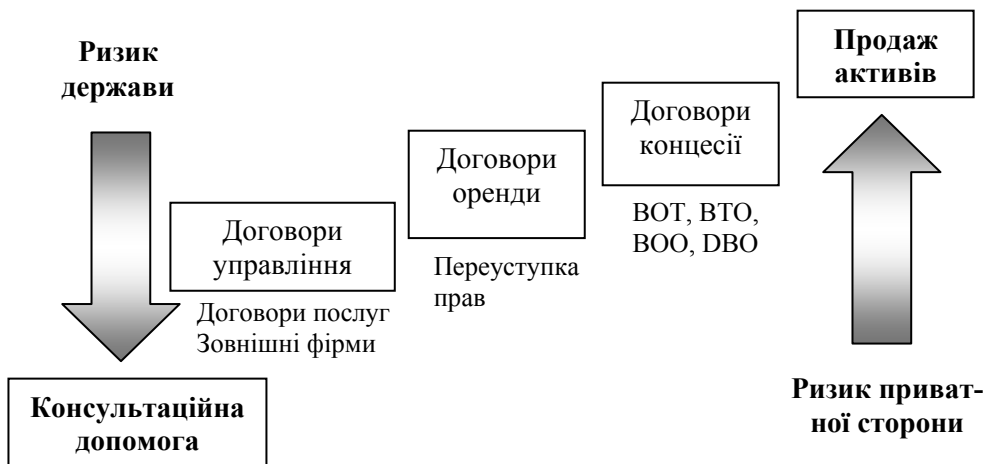 Ризик
держави
Продаж
активів
Договори
концесії
BOT, BTO,
BOO, DBO
Договори
оренди
Переуступка
прав
Договори
управління
Договори послуг
Зовнішні фірми
Консультаційна
допомога
Ризик приват-
ної сторони